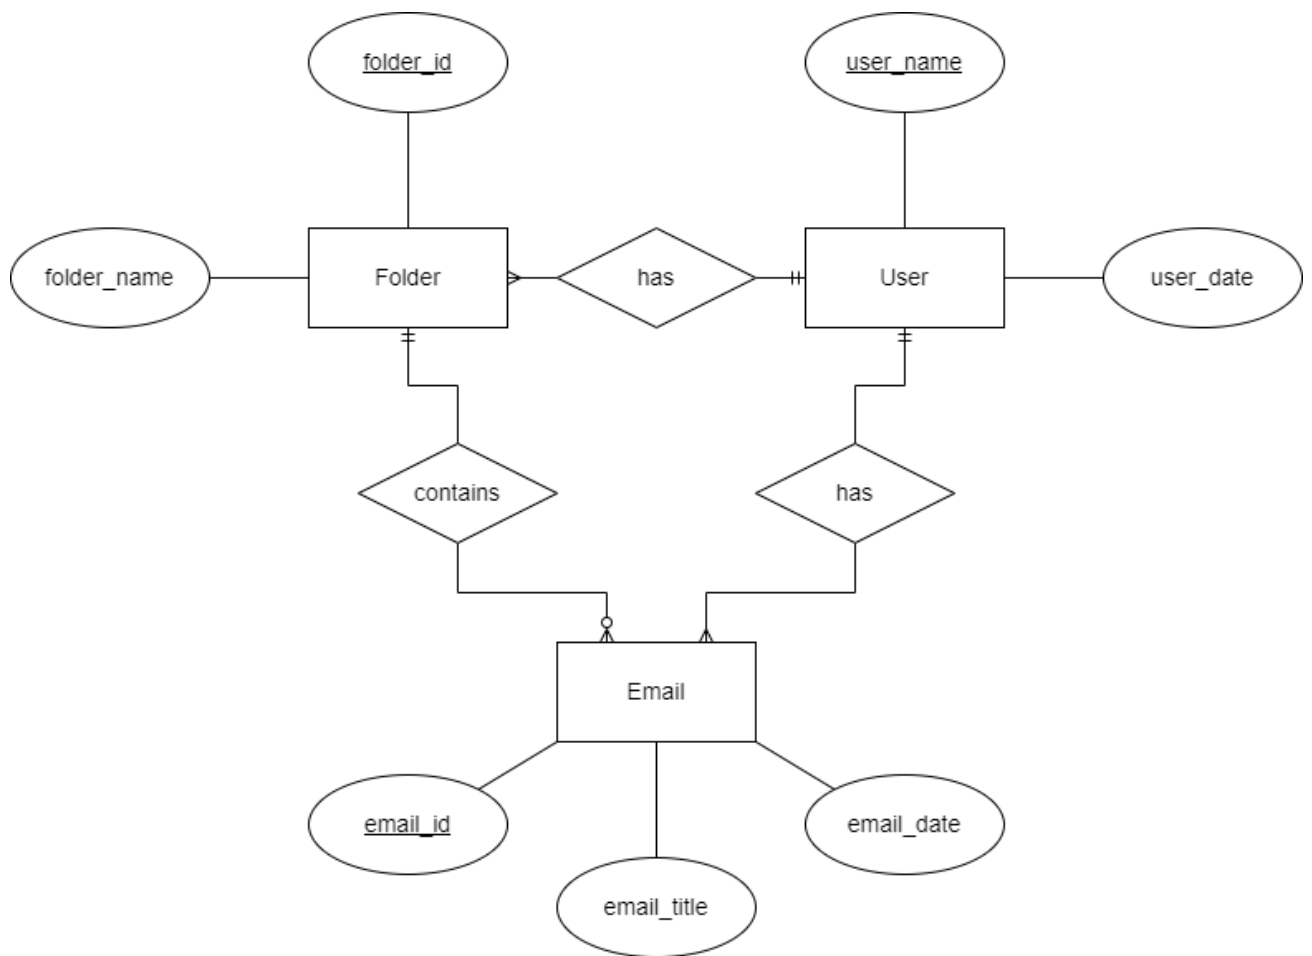 folder_id
user_name
folder_name
Folder
has
User
user_date
contains
has
Email
email_id
email_date
email_title